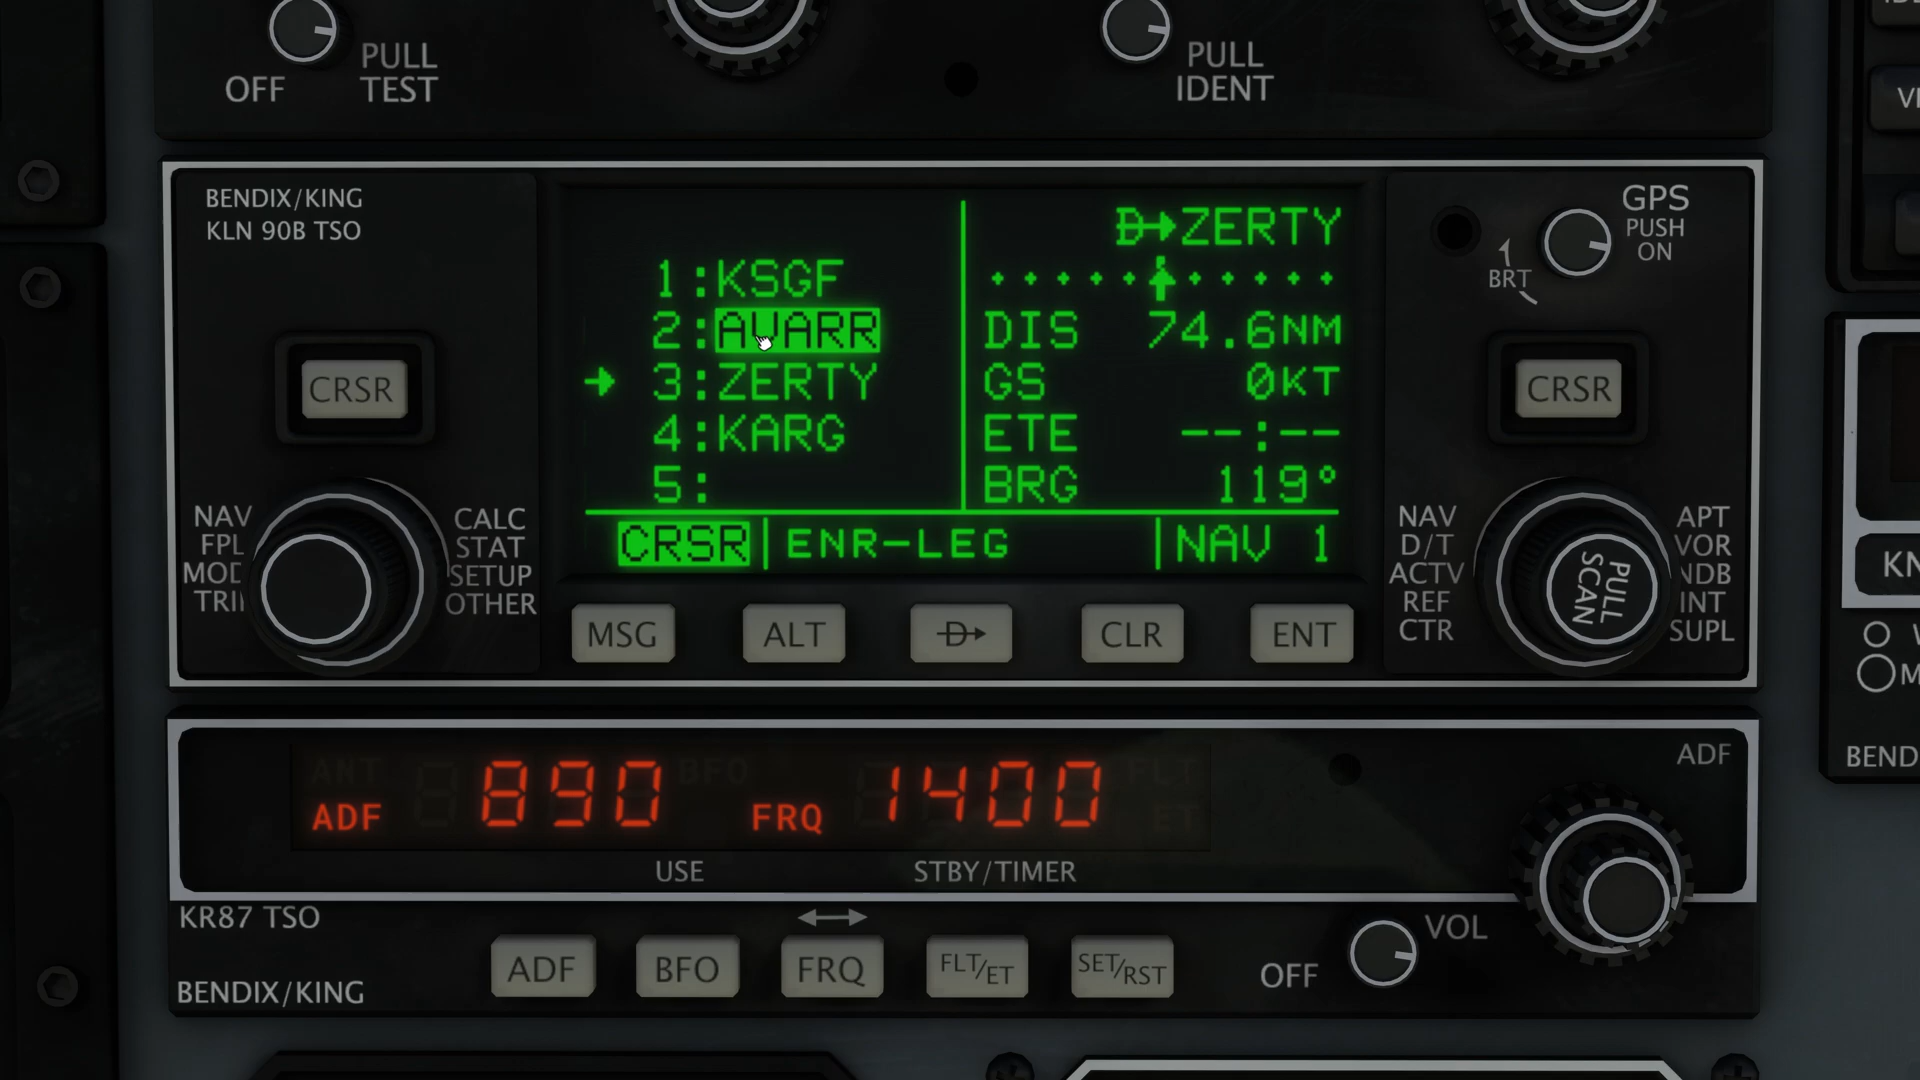 OFF
PULL
TEST
PULL
IDENT
BENDIX/KING
KLN 90B TSO
CRSR
NAV
FPL
MOD
TRI
CALC
STAT
SETUP
OTHER
1:KSGF
2:AVARR
3:ZERTY
4:KARG
5:
D→ZERTY
DIS 74.6NM
GS 0KT
ETE --:--
BRG 119°
CRSR | ENR-LEG | NAV 1
MSG
ALT
D→
CLR
ENT
GPS
PUSH
ON
BRT
CRSR
NAV
D/T
ACTV
REF
CTR
PULL
SCAN
APT
VOR
NDB
INT
SUPL
ANT
BFO
FLT
ET
ADF 890
FRQ 1400
ADF
USE
STBY/TIMER
KR87 TSO
BENDIX/KING
ADF
BFO
FRQ
FLT/ET
SET/RST
OFF
VOL
VI
KN
M
BEND